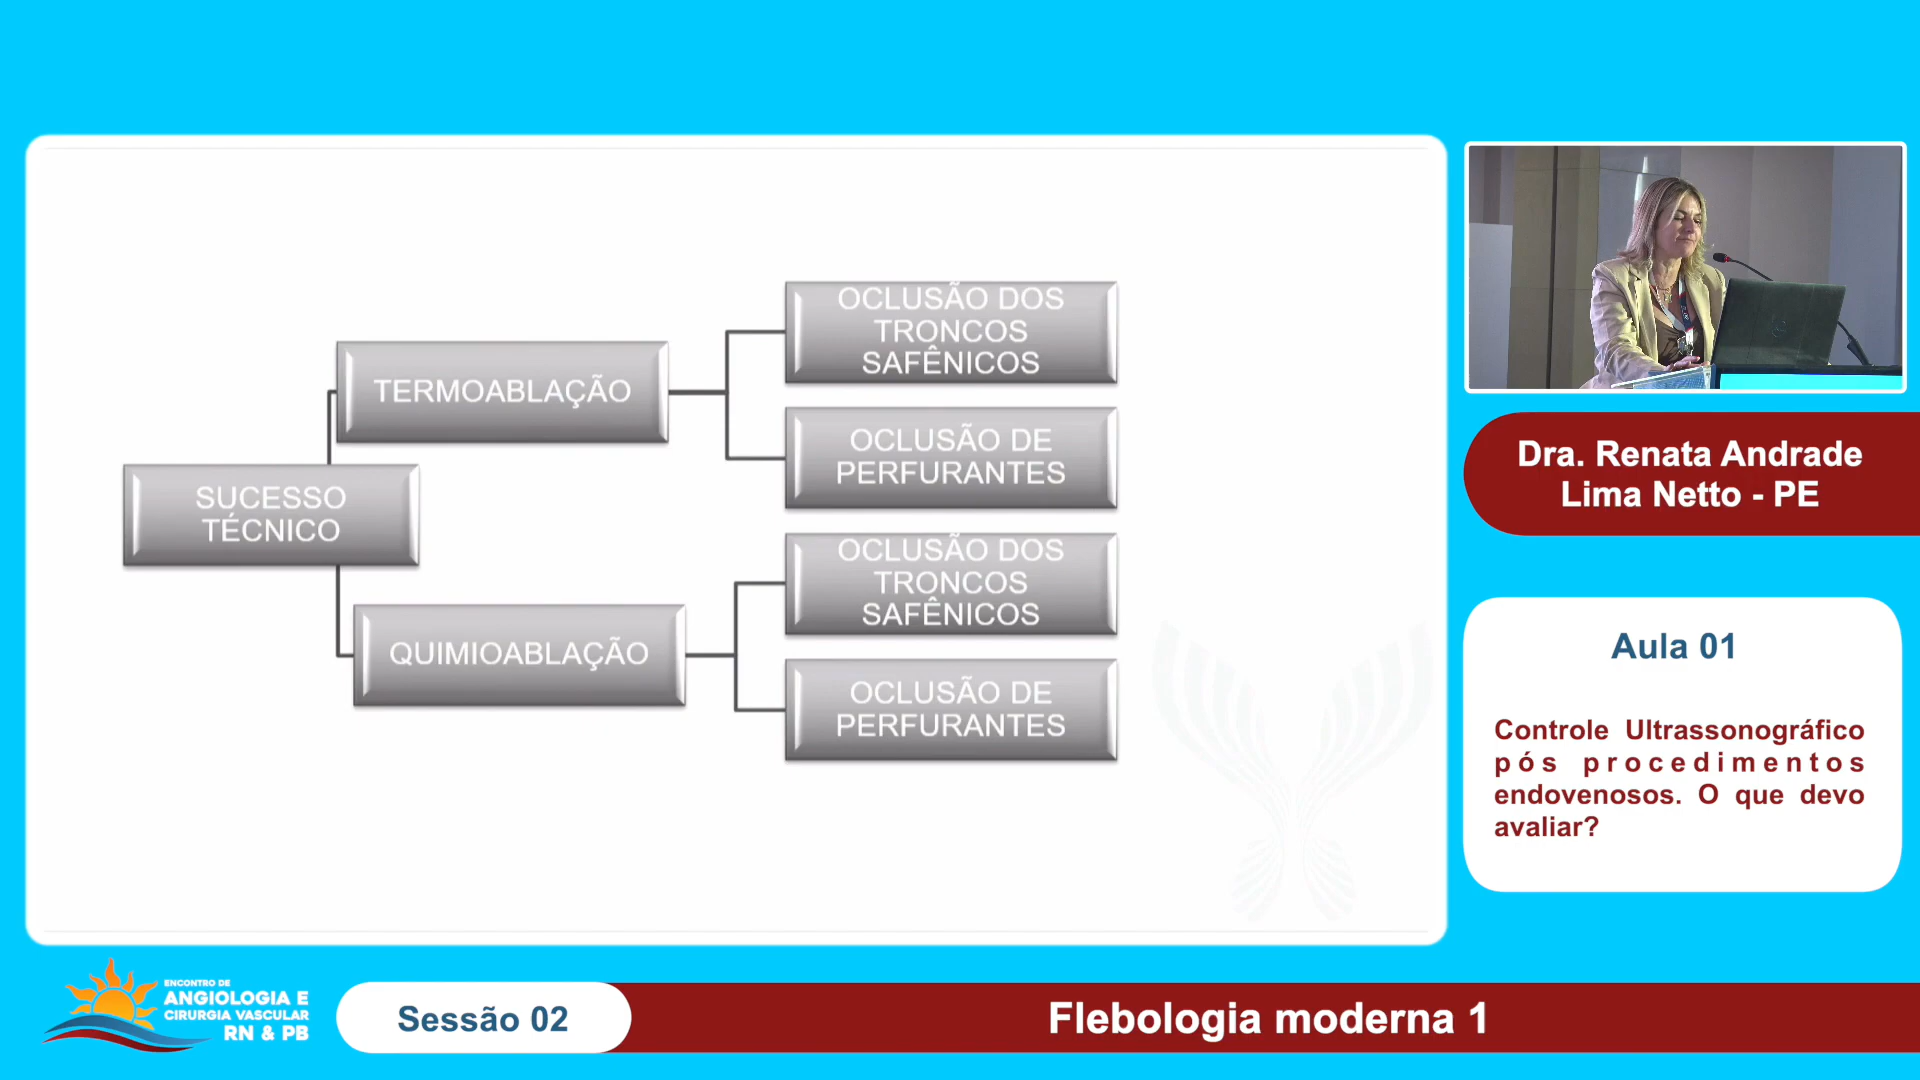 OCLUSÃO DOS
TRONCOS
SAFÊNICOS
TERMOABLAÇÃO
OCLUSÃO DE
PERFURANTES
SUCESSO
TÉCNICO
OCLUSÃO DOS
TRONCOS
SAFÊNICOS
QUIMIOABLAÇÃO
OCLUSÃO DE
PERFURANTES
Dra. Renata Andrade
Lima Netto - PE
Aula 01
Controle Ultrassonográfico
pós procedimentos
endovenosos. O que devo
avaliar?
ENCONTRO DE
ANGIOLOGIA E
CIRURGIA VASCULAR
RN & PB
Sessão 02
Flebologia moderna 1